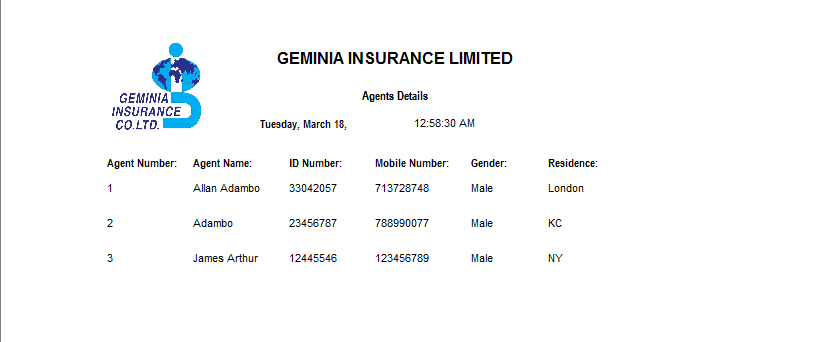 GEMINIA INSURANCE LIMITED
GEMINIA
INSURANCE
CO.LTD.
Agents Details
Tuesday, March 18, 12:58:30 AM
Agent Number: Agent Name: ID Number: Mobile Number: Gender: Residence:
1 Allan Adambo 33042057 713728748 Male London
2 Adambo 23456787 788990077 Male KC
3 James Arthur 12445546 123456789 Male NY